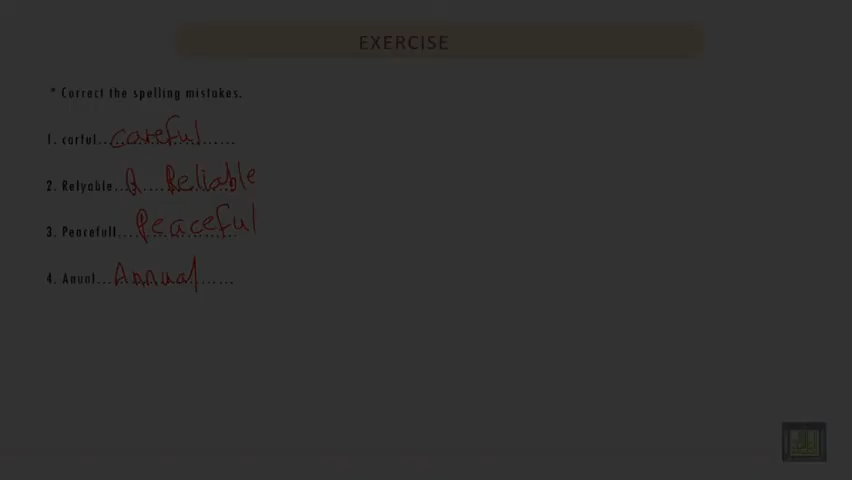 EXERCISE
* Correct the spelling mistakes.
1. carful............................ careful
2. Relyable........................ R Reliable
3. Peacefull........................ Peaceful
4. Anual............................ Annual